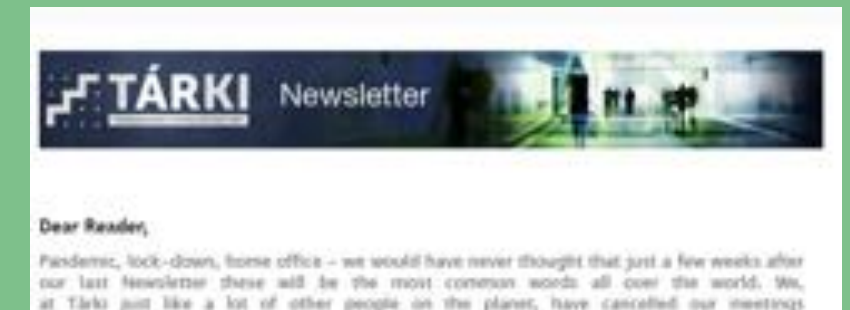 TÁRKI
Newsletter
Dear Reader,
Pandemic, lock-down, home office – we would have never thought that just a few weeks after
our last Newsletter these will be the most common words all over the world. We,
at Tárki just like a lot of other people on the planet, have cancelled our meetings